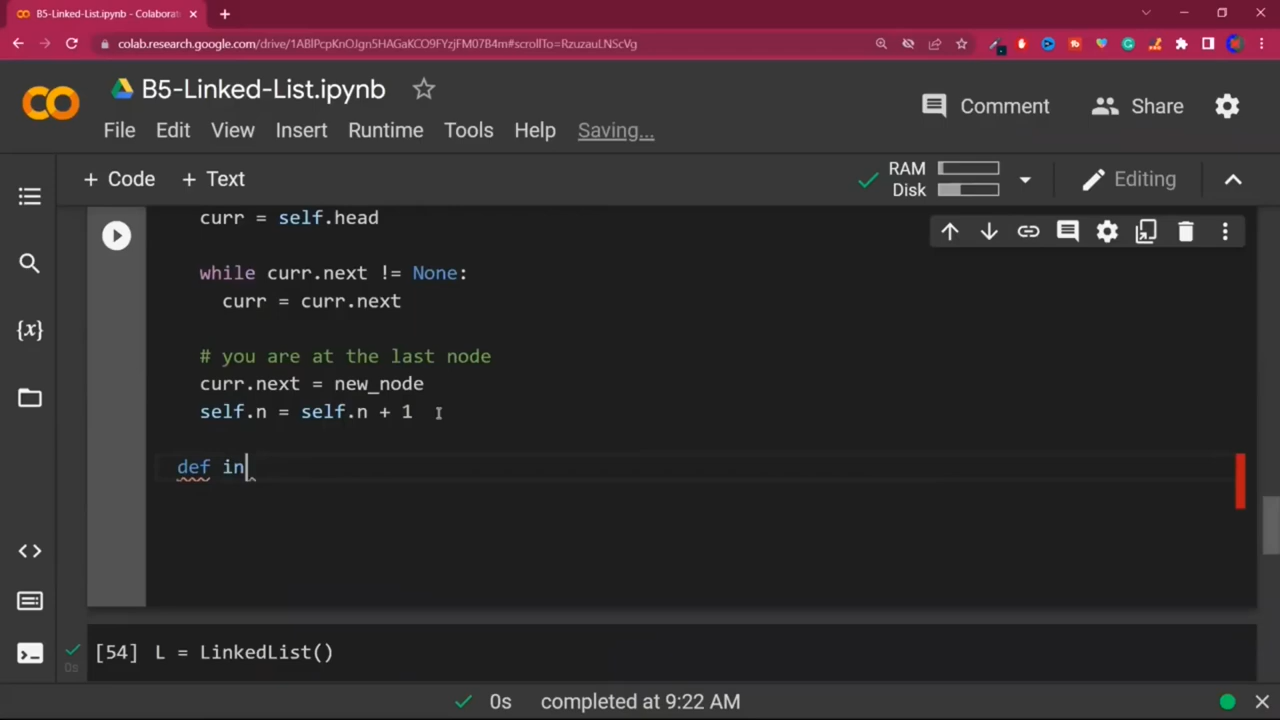 B5-Linked-List.ipynb - Colaborat
colab.research.google.com/drive/1ABlPcpKnOJgn5HAGaKCO9FYzjFM07B4m#scrollTo=RzuzauLNScVg
B5-Linked-List.ipynb
Comment
Share
File Edit View Insert Runtime Tools Help Saving...
+ Code + Text
RAM
Disk
Editing
curr = self.head
while curr.next != None:
curr = curr.next
# you are at the last node
curr.next = new_node
self.n = self.n + 1
def in
{x}
[54] L = LinkedList()
0s
0s completed at 9:22 AM